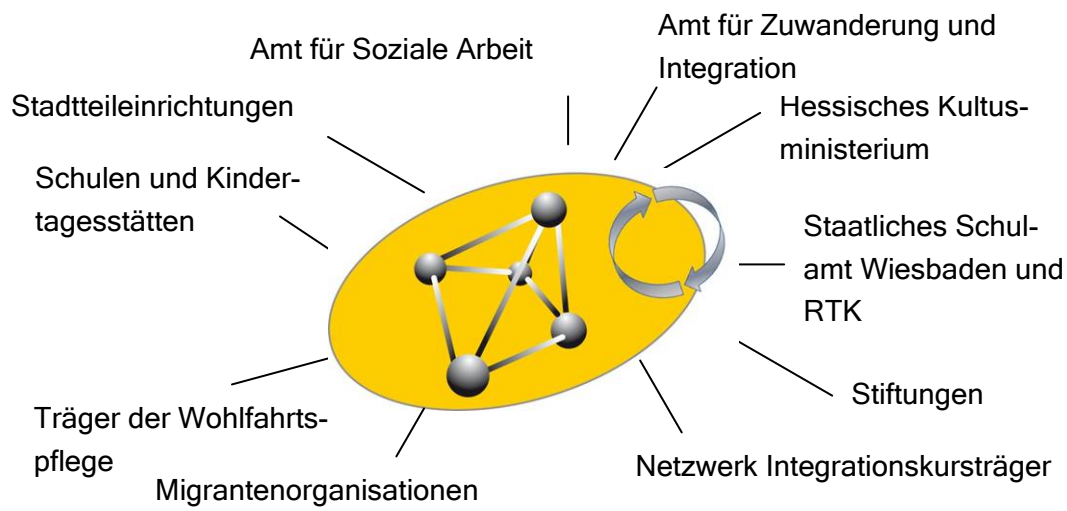 Amt für Soziale Arbeit
Amt für Zuwanderung und
Integration
Stadtteileinrichtungen
Hessisches Kultus-
ministerium
Schulen und Kinder-
tagesstätten
Staatliches Schul-
amt Wiesbaden und
RTK
Stiftungen
Träger der Wohlfahrts-
pflege
Netzwerk Integrationskursträger
Migrantenorganisationen